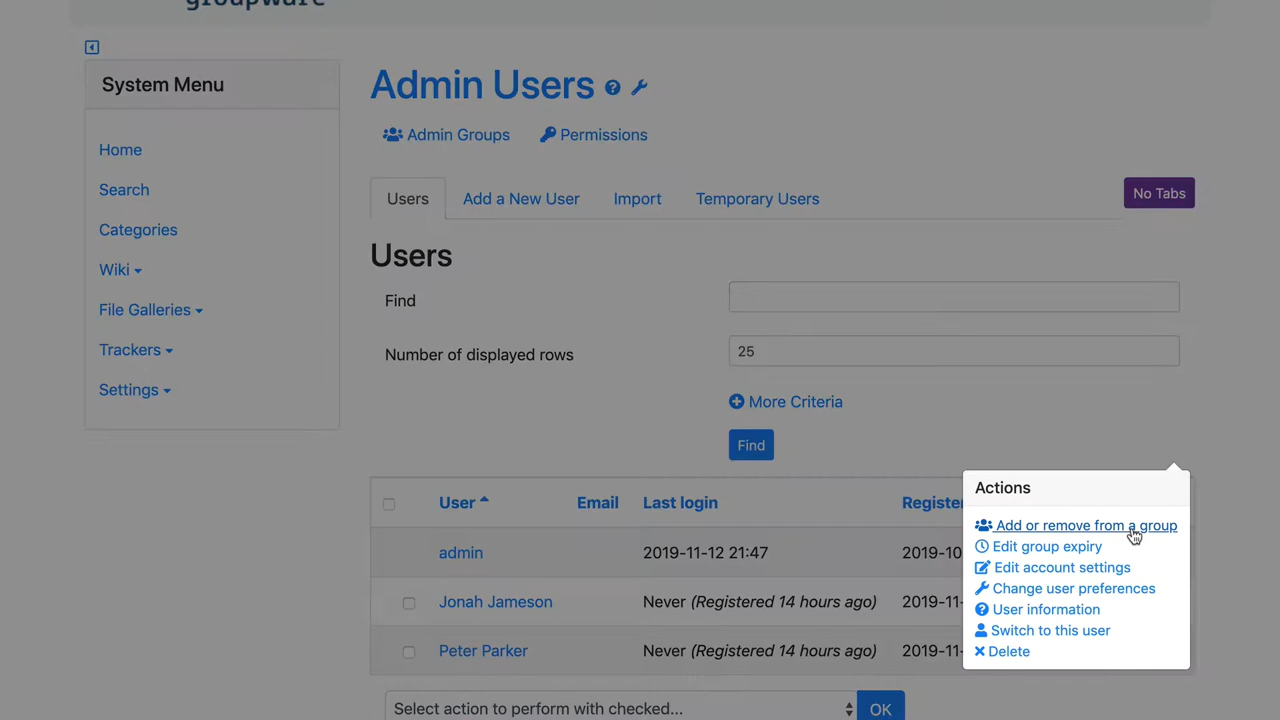 groupware
System Menu
Home
Search
Categories
Wiki
File Galleries
Trackers
Settings
Admin Users
Admin Groups
Permissions
Users
Add a New User
Import
Temporary Users
No Tabs
Users
Find
Number of displayed rows
25
More Criteria
Find
User
Email
Last login
Register
admin
2019-11-12 21:47
2019-10
Jonah Jameson
Never (Registered 14 hours ago)
2019-11-
Peter Parker
Never (Registered 14 hours ago)
2019-11-
Actions
Add or remove from a group
Edit group expiry
Edit account settings
Change user preferences
User information
Switch to this user
Delete
Select action to perform with checked...
OK